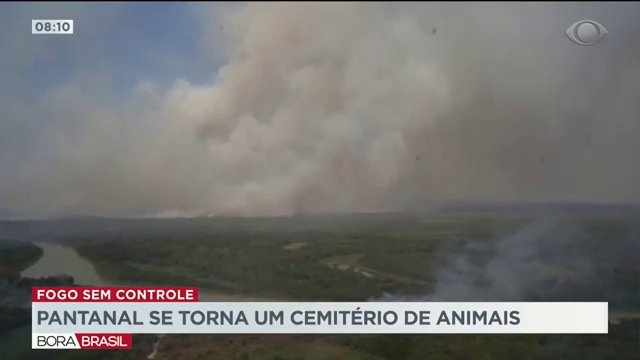 08:10
FOGO SEM CONTROLE
PANTANAL SE TORNA UM CEMITÉRIO DE ANIMAIS
BORA BRASIL